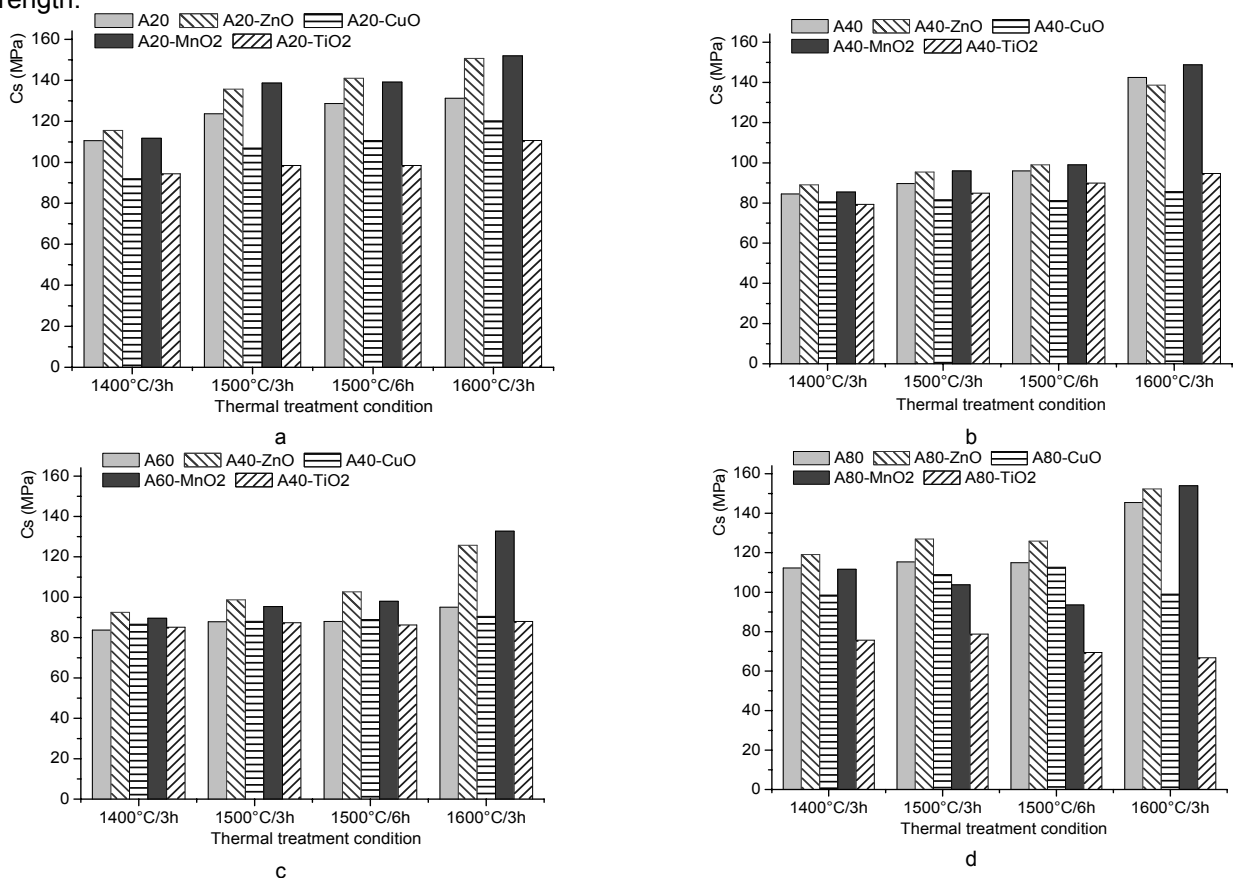 rength.
A20 A20-ZnO A20-CuO
A20-MnO2 A20-TiO2
Cs (MPa)
160
140
120
100
80
60
40
20
0
1400°C/3h 1500°C/3h 1500°C/6h 1600°C/3h
Thermal treatment condition
a
A40 A40-ZnO A40-CuO
A40-MnO2 A40-TiO2
Cs (MPa)
160
140
120
100
80
60
40
20
0
1400°C/3h 1500°C/3h 1500°C/6h 1600°C/3h
Thermal treatment condition
b
A60 A40-ZnO A40-CuO
A60-MnO2 A40-TiO2
Cs (MPa)
160
140
120
100
80
60
40
20
0
1400°C/3h 1500°C/3h 1500°C/6h 1600°C/3h
Thermal treatment condition
c
A80 A80-ZnO A80-CuO
A80-MnO2 A80-TiO2
Cs (MPa)
160
140
120
100
80
60
40
20
0
1400°C/3h 1500°C/3h 1500°C/6h 1600°C/3h
Thermal treatment condition
d